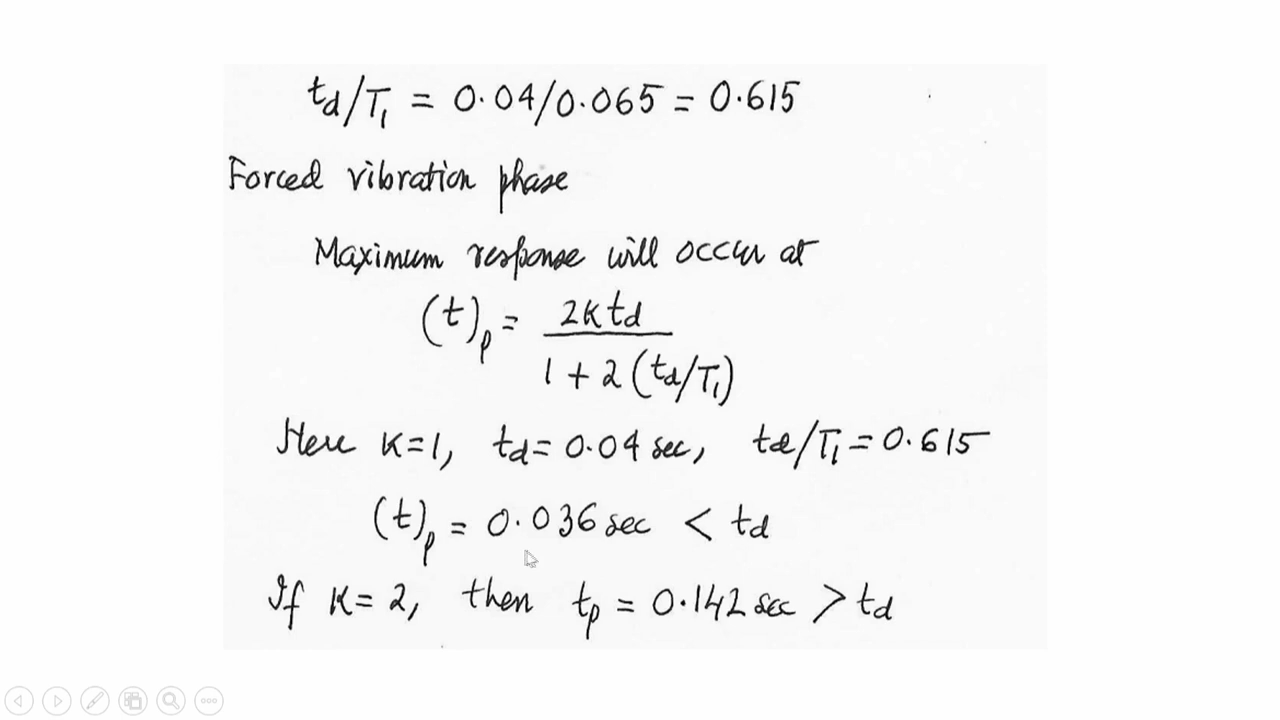 td/T₁ = 0.04/0.065 = 0.615
Forced vibration phase
Maximum response will occur at
(t)p = 2ktd / 1 + 2(td/T₁)
Here k=1, td = 0.04 sec, td/T₁ = 0.615
(t)p = 0.036 sec < td
If k= 2, then tp = 0.142 sec > td